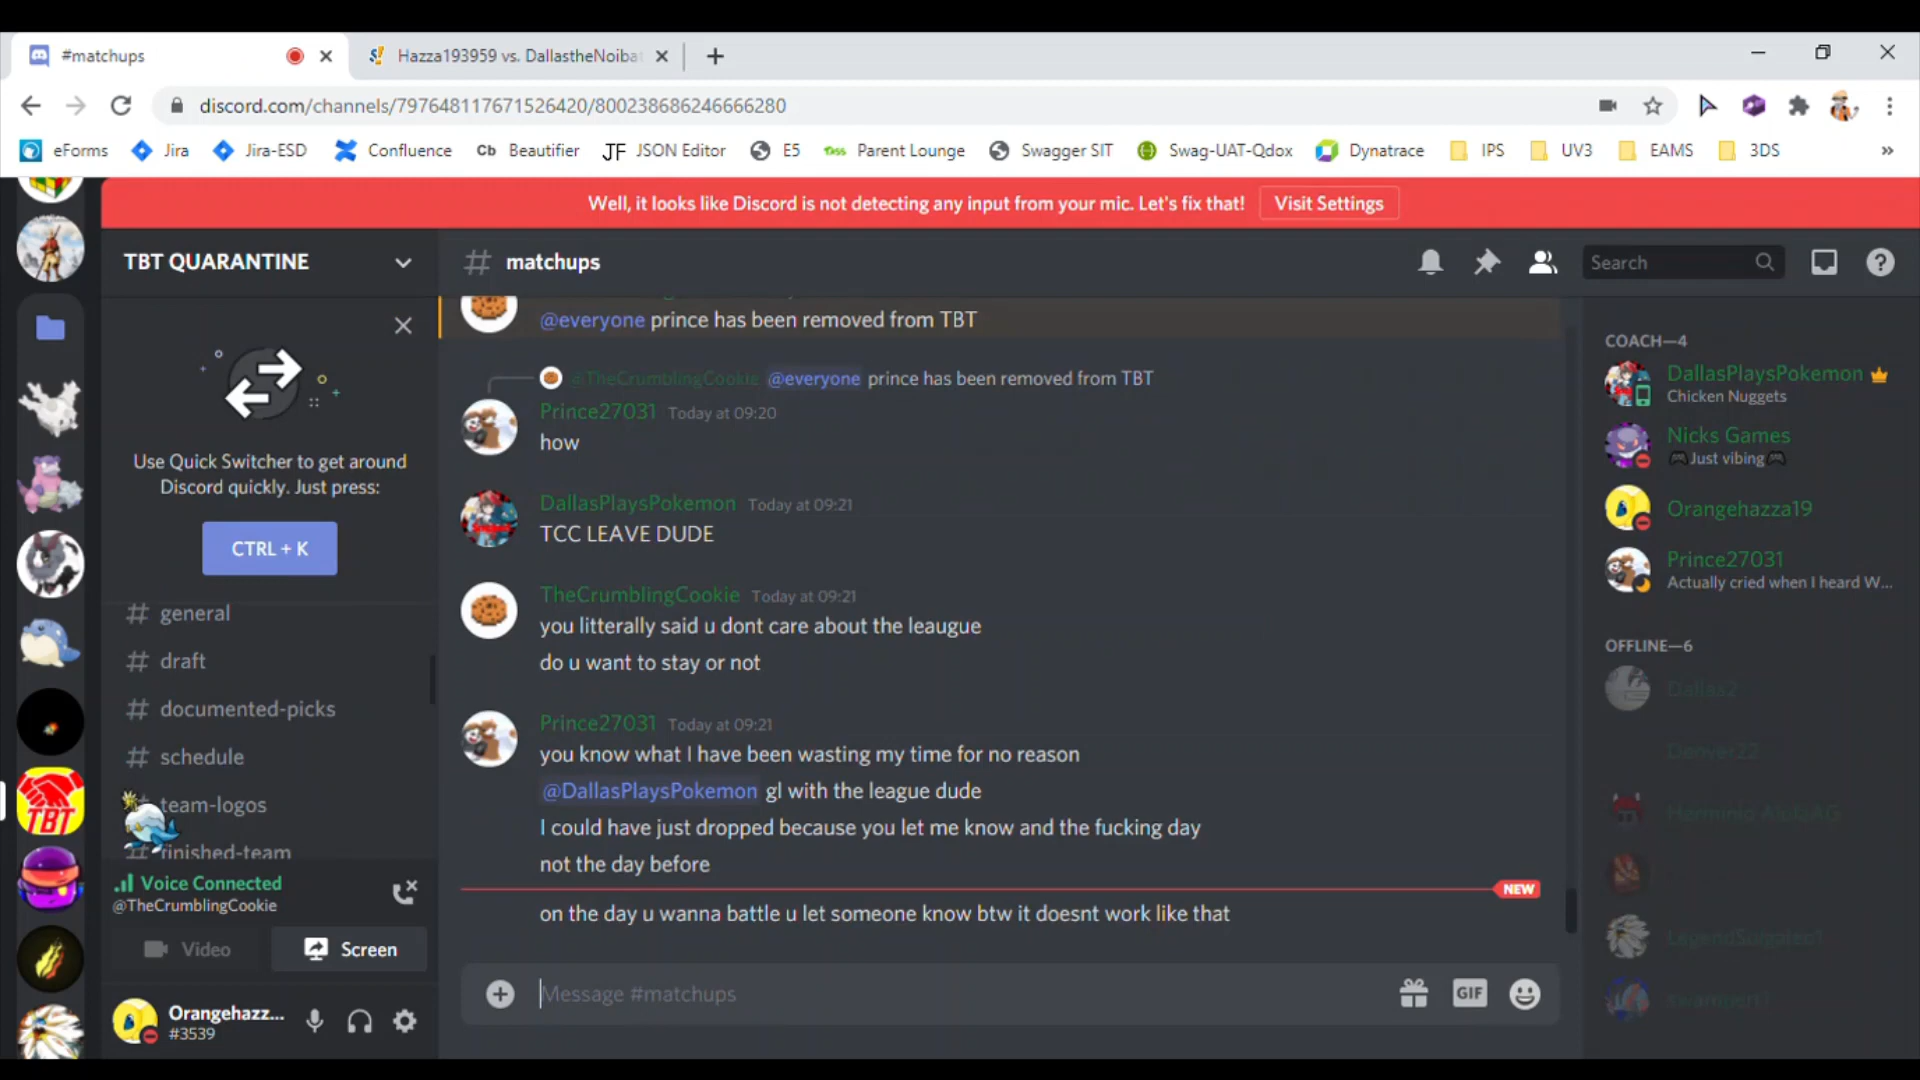 #matchups
Hazza193959 vs. DallastheNoibat
discord.com/channels/797648117671526420/800238686246666280
eForms
Jira
Jira-ESD
Confluence
Cb Beautifier
JF JSON Editor
E5
Parent Lounge
Swagger SIT
Swag-UAT-Qdox
Dynatrace
IPS
UV3
EAMS
3DS
»
Well, it looks like Discord is not detecting any input from your mic. Let's fix that!
Visit Settings
TBT QUARANTINE
Use Quick Switcher to get around
Discord quickly. Just press:
CTRL + K
# general
# draft
# documented-picks
# schedule
# team-logos
# finished-team
TBT
Voice Connected
@TheCrumblingCookie
Video
Screen
Orangehazz...
#3539
# matchups
Search
@everyone prince has been removed from TBT
@TheCrumblingCookie @everyone prince has been removed from TBT
Prince27031 Today at 09:20
how
DallasPlaysPokemon Today at 09:21
TCC LEAVE DUDE
TheCrumblingCookie Today at 09:21
you litterally said u dont care about the leaugue
do u want to stay or not
Prince27031 Today at 09:21
you know what I have been wasting my time for no reason
@DallasPlaysPokemon gl with the league dude
I could have just dropped because you let me know and the fucking day
not the day before
NEW
on the day u wanna battle u let someone know btw it doesnt work like that
Message #matchups
GIF
COACH—4
DallasPlaysPokemon
Chicken Nuggets
Nicks Games
Just vibing
Orangehazza19
Prince27031
Actually cried when I heard W...
OFFLINE—6
Dallas2
Denver22